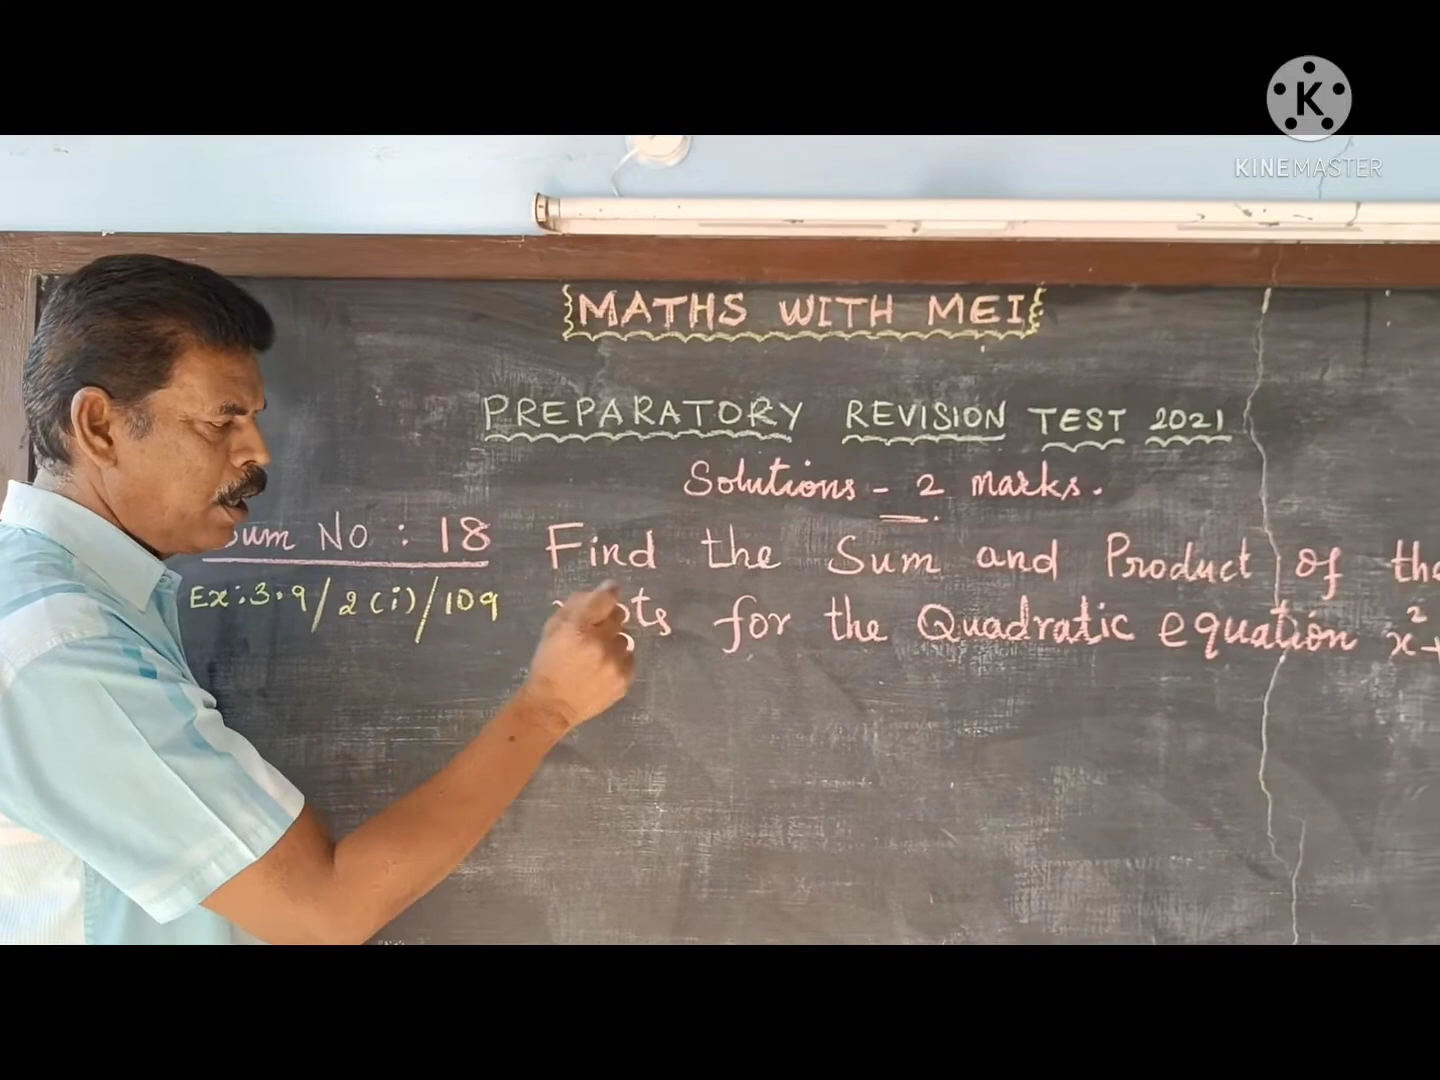 KINEMASTER
MATHS WITH MEI
PREPARATORY REVISION TEST 2021
Solutions - 2 marks.
Sum NO : 18 Find the Sum and Product of the
Ex:3.9/2(i)/109 for the Quadratic equation x²+